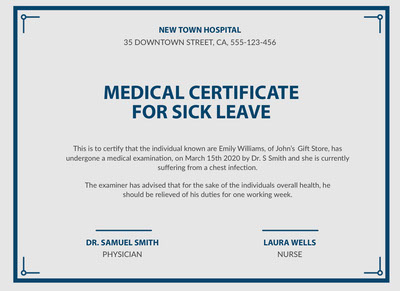 NEW TOWN HOSPITAL
35 DOWNTOWN STREET, CA, 555-123-456
MEDICAL CERTIFICATE
FOR SICK LEAVE
This is to certify that the individual known are Emily Williams, of John's Gift Store, has
undergone a medical examination, on March 15th 2020 by Dr. S Smith and she is currently
suffering from a chest infection.
The examiner has advised that for the sake of the individuals overall health, he
should be relieved of his duties for one working week.
DR. SAMUEL SMITH
PHYSICIAN
LAURA WELLS
NURSE